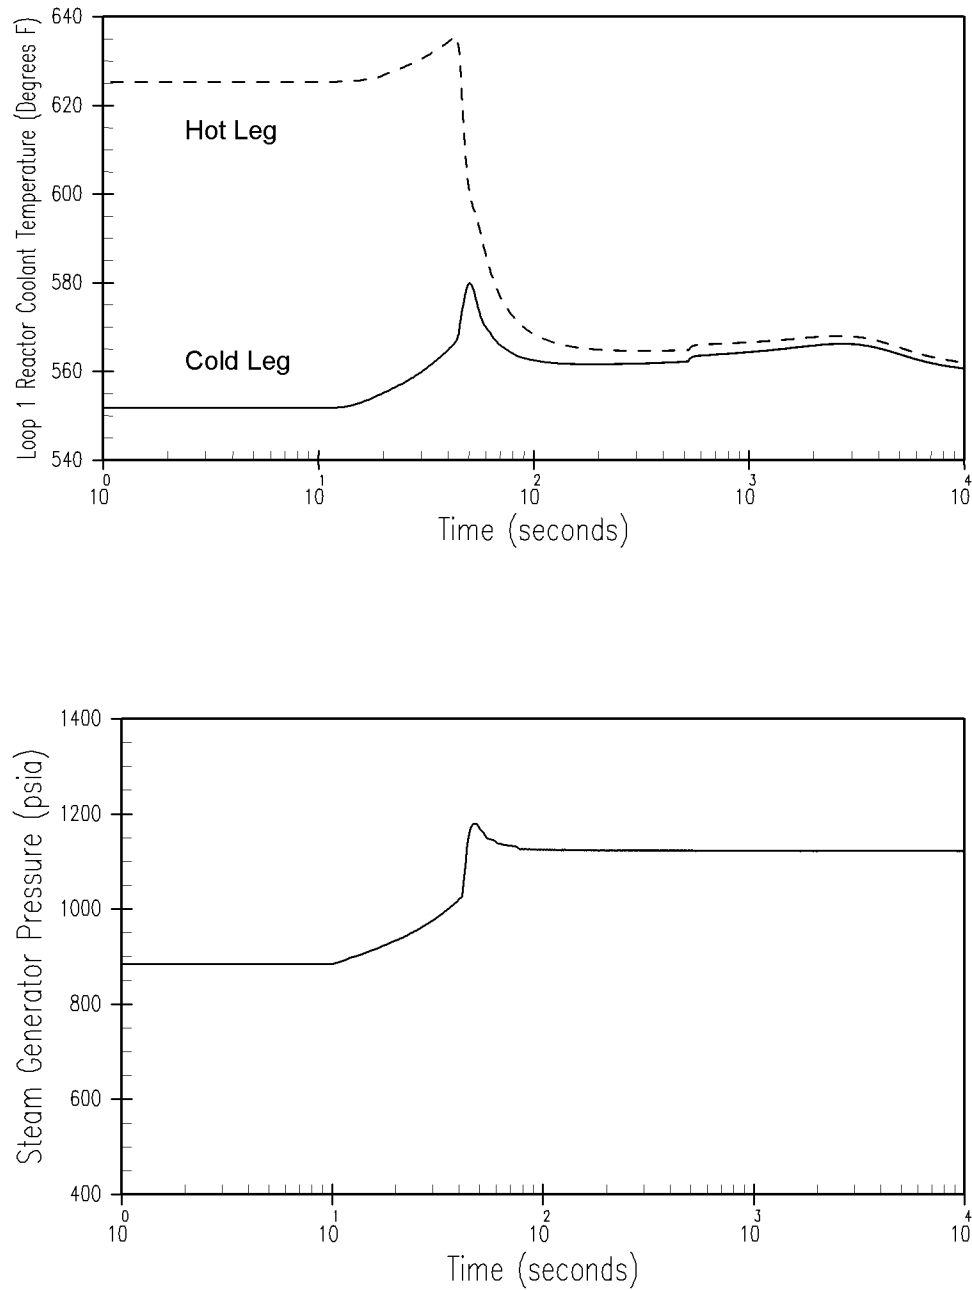 Loop 1 Reactor Coolant Temperature (Degrees F)
640
620
600
580
560
540
Hot Leg
Cold Leg
10^0 10^1 10^2 10^3 10^4
Time (seconds)
Steam Generator Pressure (psia)
1400
1200
1000
800
600
400
10^0 10^1 10^2 10^3 10^4
Time (seconds)